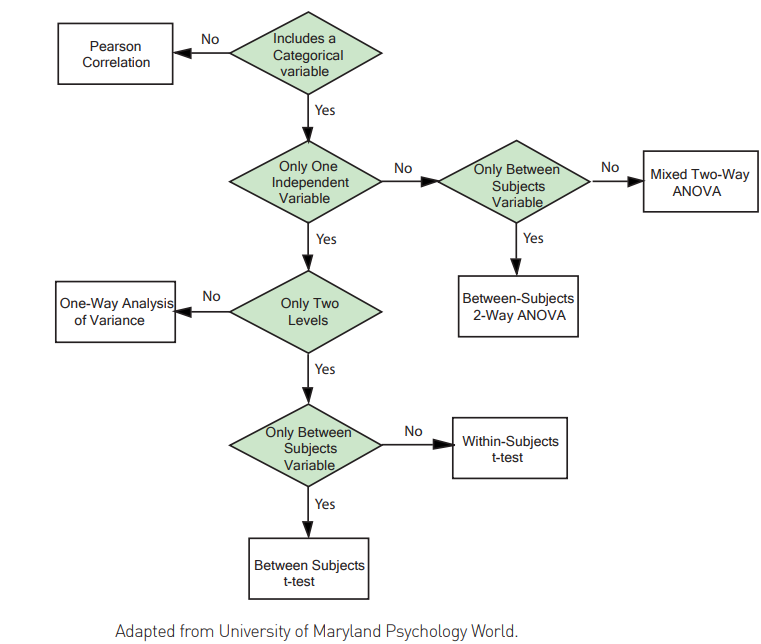 Includes a
Categorical
variable
No
Pearson
Correlation
Yes
Only One
Independent
Variable
No
Only Between
Subjects
Variable
No
Mixed Two-Way
ANOVA
Yes
Between-Subjects
2-Way ANOVA
Yes
Only Two
Levels
No
One-Way Analysis
of Variance
Yes
Only Between
Subjects
Variable
No
Within-Subjects
t-test
Yes
Between Subjects
t-test
Adapted from University of Maryland Psychology World.